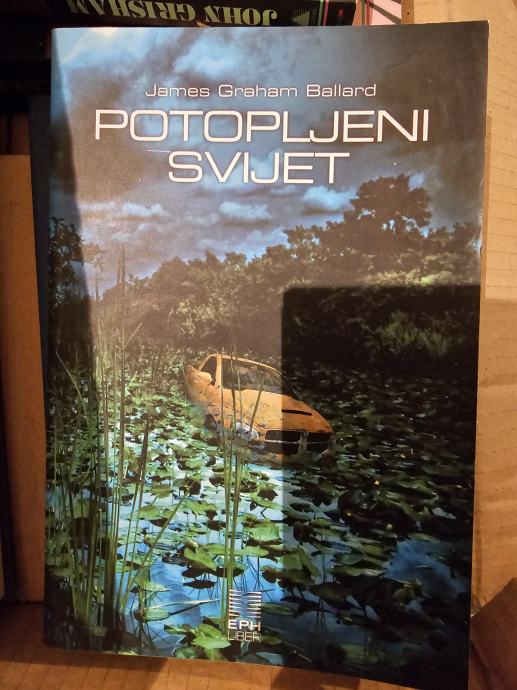 JOHN GRISHAM
James Graham Ballard
POTOPLJENI
SVIJET
EPH
LIBER